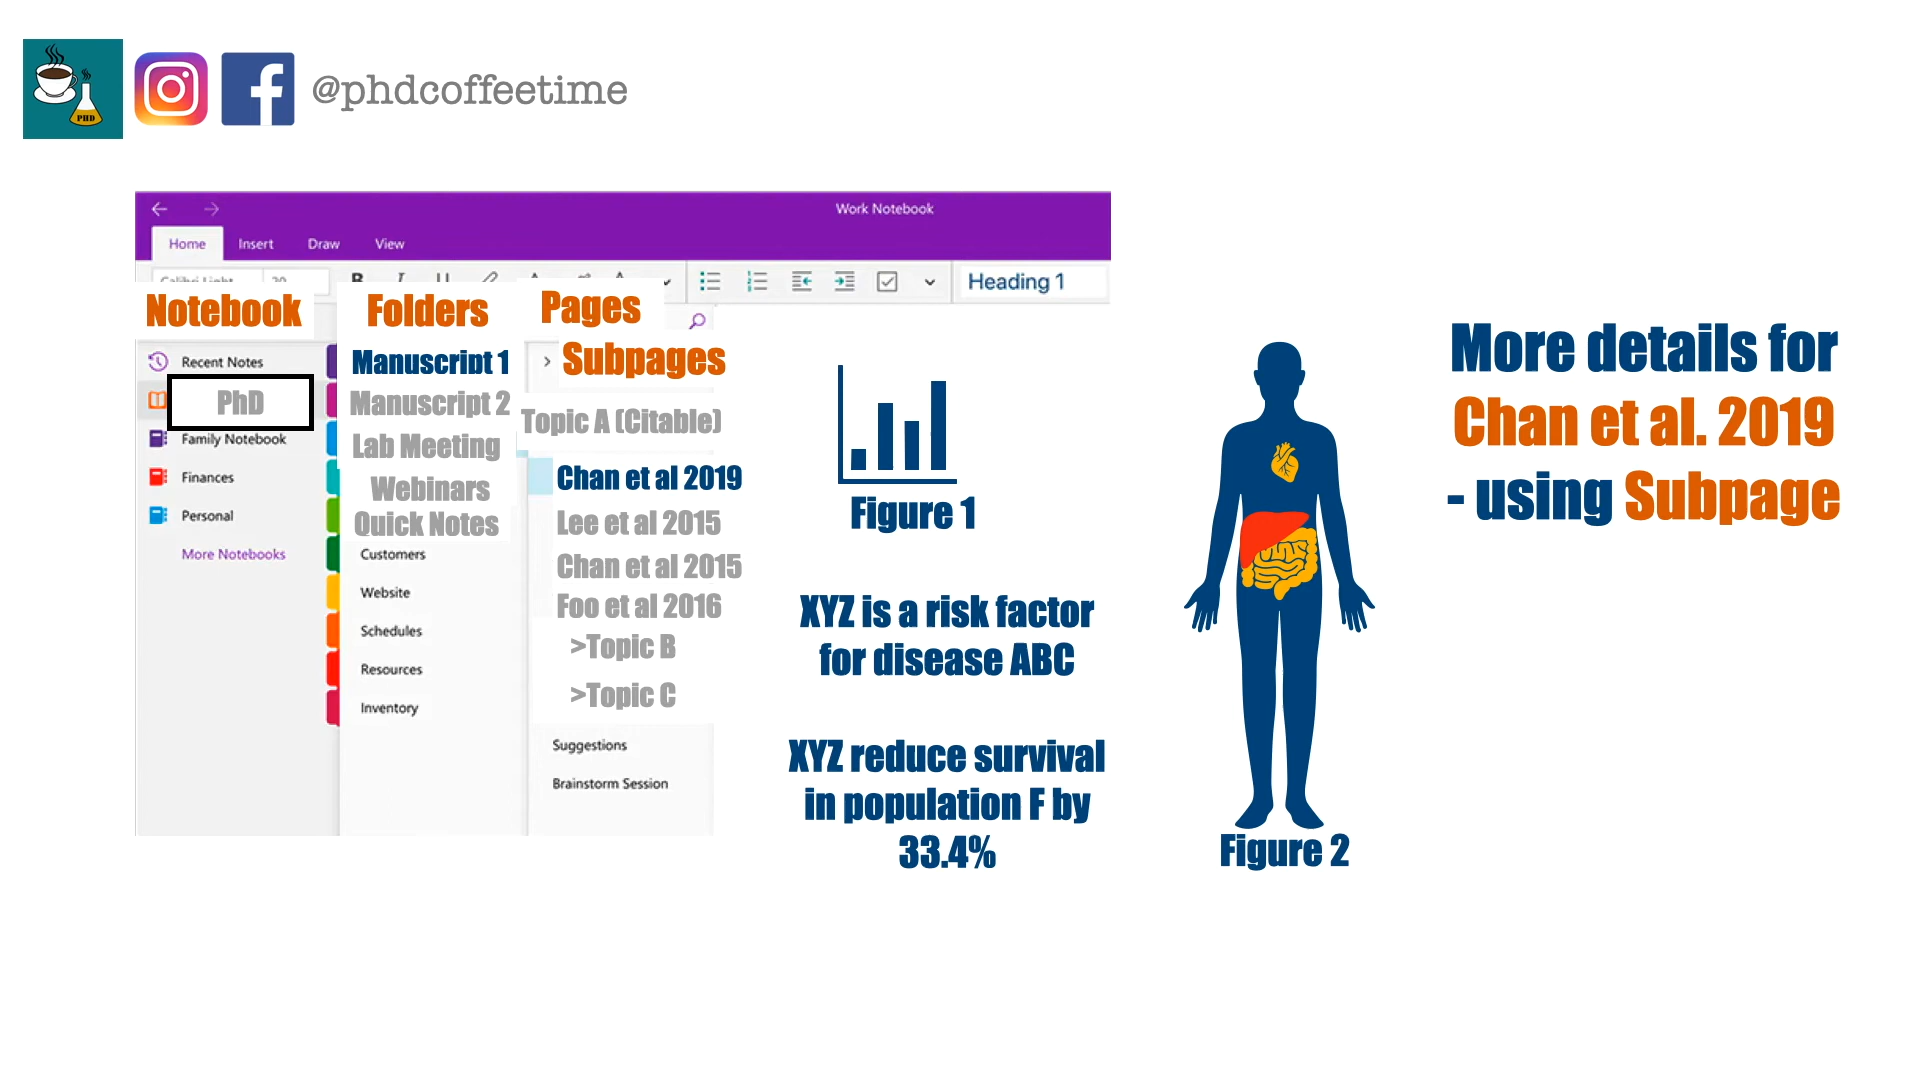 PHD
@phdcoffeetime
Work Notebook
Home Insert Draw View
Calibri Light 20
B I U
Heading 1
Notebook
Recent Notes
PhD
Family Notebook
Finances
Personal
More Notebooks
Folders
Manuscript 1
Manuscript 2
Lab Meeting
Webinars
Quick Notes
Customers
Website
Schedules
Resources
Inventory
Pages
Subpages
Topic A (Citable)
Chan et al 2019
Lee et al 2015
Chan et al 2015
Foo et al 2016
>Topic B
>Topic C
Suggestions
Brainstorm Session
Figure 1
XYZ is a risk factor
for disease ABC
XYZ reduce survival
in population F by
33.4%
Figure 2
More details for
Chan et al. 2019
- using Subpage